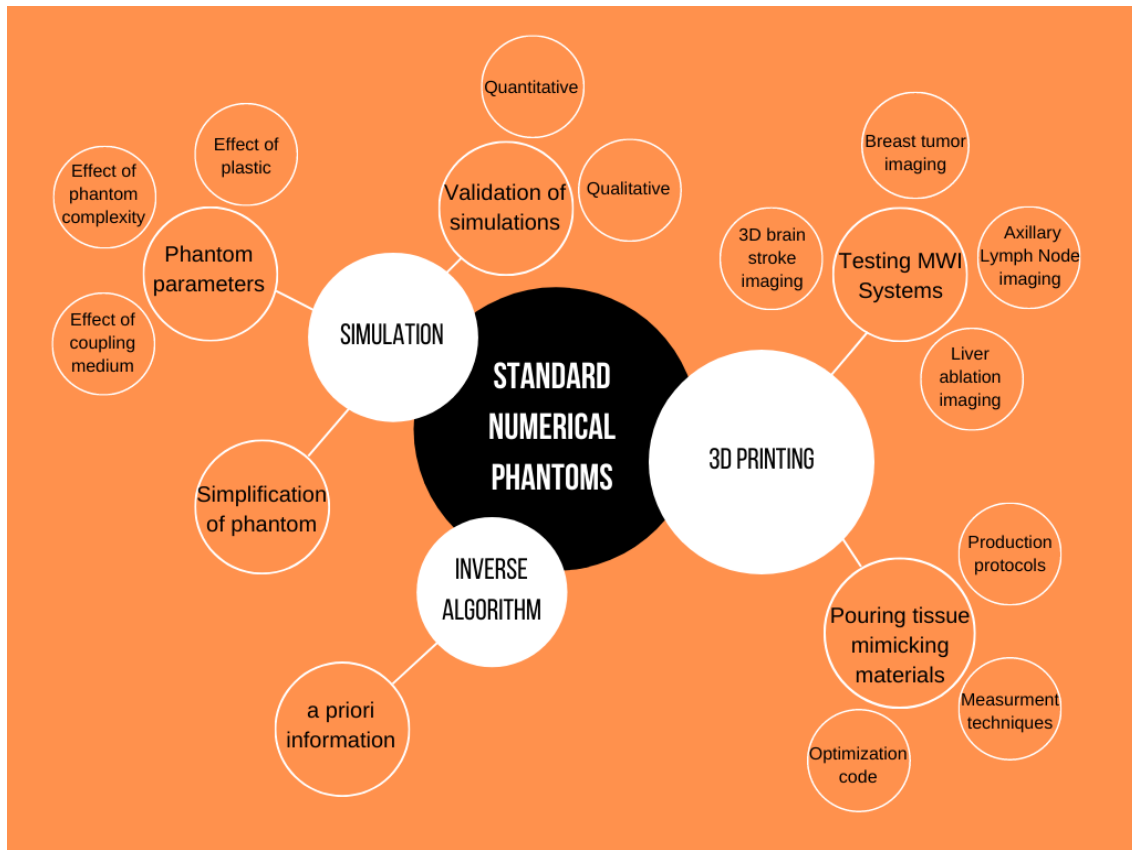 STANDARD
NUMERICAL
PHANTOMS
SIMULATION
Validation of
simulations
Quantitative
Qualitative
Phantom
parameters
Effect of
plastic
Effect of
phantom
complexity
Effect of
coupling
medium
Simplification
of phantom
INVERSE
ALGORITHM
a priori
information
3D PRINTING
Testing MWI
Systems
Breast tumor
imaging
3D brain
stroke
imaging
Axillary
Lymph Node
imaging
Liver
ablation
imaging
Pouring tissue
mimicking
materials
Production
protocols
Measurment
techniques
Optimization
code